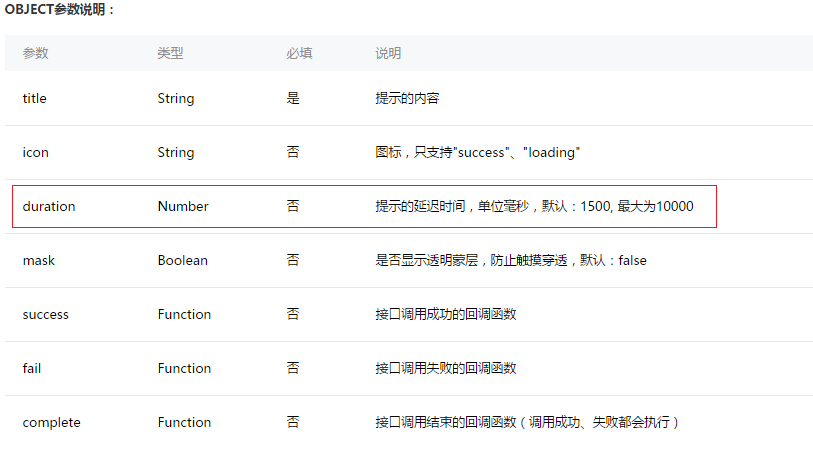 OBJECT参数说明：
参数 类型 必填 说明
title String 是 提示的内容
icon String 否 图标，只支持"success"、"loading"
duration Number 否 提示的延迟时间，单位毫秒，默认：1500, 最大为10000
mask Boolean 否 是否显示透明蒙层，防止触摸穿透，默认：false
success Function 否 接口调用成功的回调函数
fail Function 否 接口调用失败的回调函数
complete Function 否 接口调用结束的回调函数（调用成功、失败都会执行）